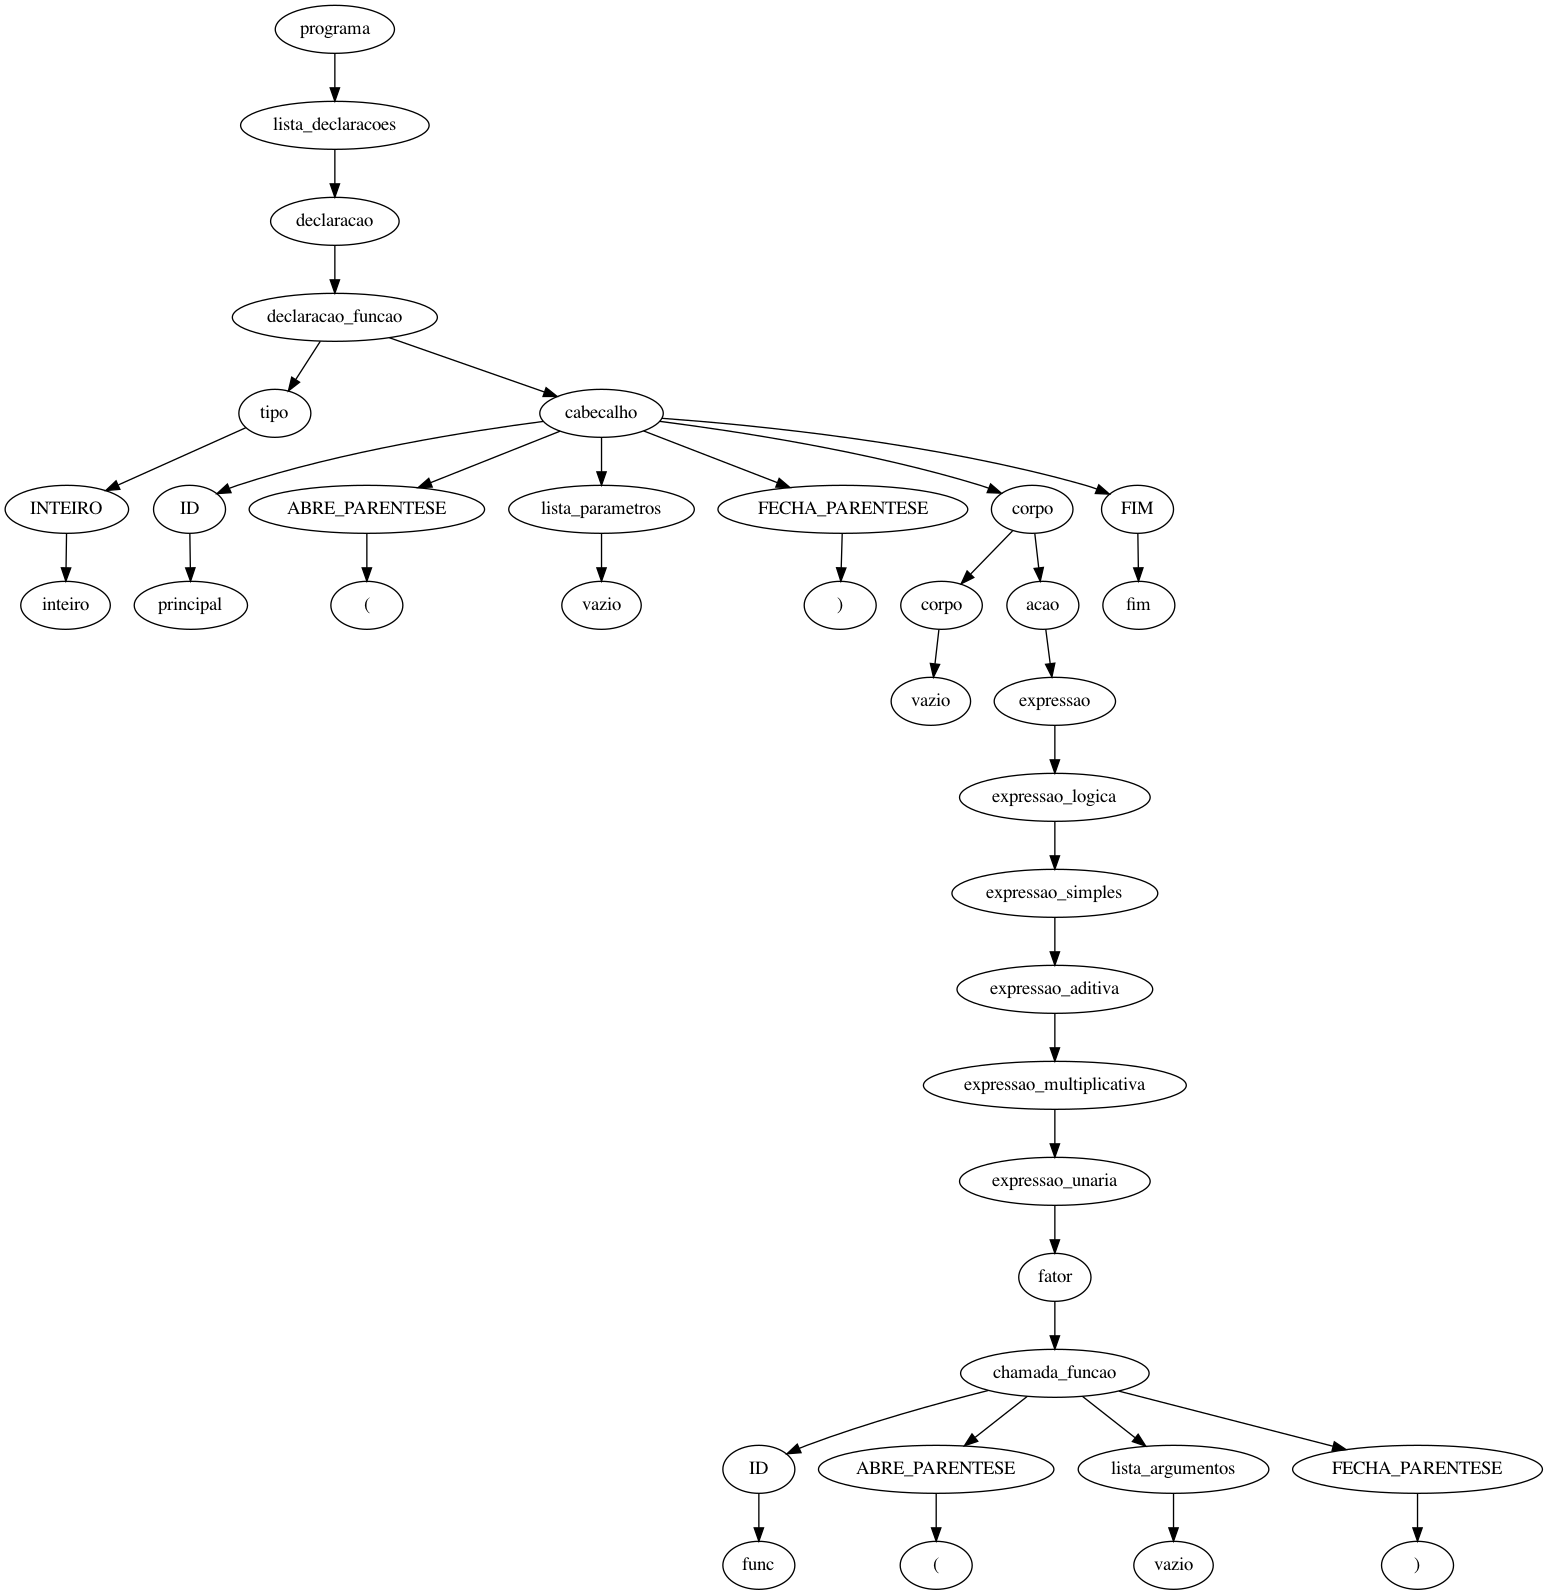 programa
lista_declaracoes
declaracao
declaracao_funcao
tipo
cabecalho
INTEIRO
ID
ABRE_PARENTESE
lista_parametros
FECHA_PARENTESE
corpo
FIM
inteiro
principal
(
vazio
)
corpo
acao
fim
vazio
expressao
expressao_logica
expressao_simples
expressao_aditiva
expressao_multiplicativa
expressao_unaria
fator
chamada_funcao
ID
ABRE_PARENTESE
lista_argumentos
FECHA_PARENTESE
func
(
vazio
)